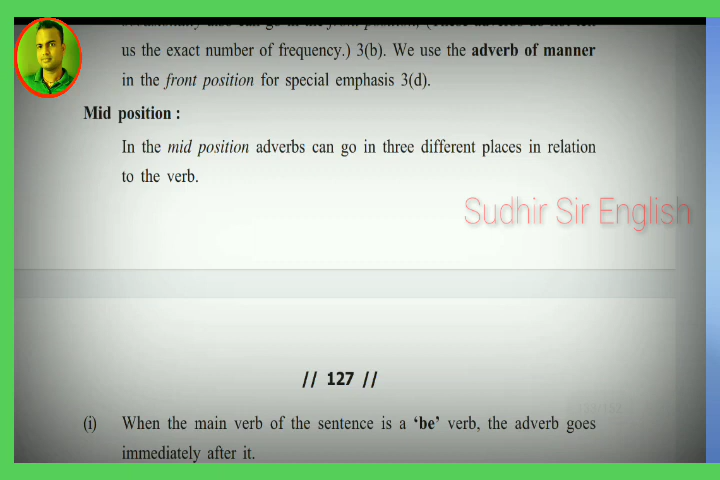 us the exact number of frequency.) 3(b). We use the adverb of manner
in the front position for special emphasis 3(d).
Mid position :
In the mid position adverbs can go in three different places in relation
to the verb.
Sudhir Sir English
// 127 //
(i) When the main verb of the sentence is a ‘be’ verb, the adverb goes
immediately after it.